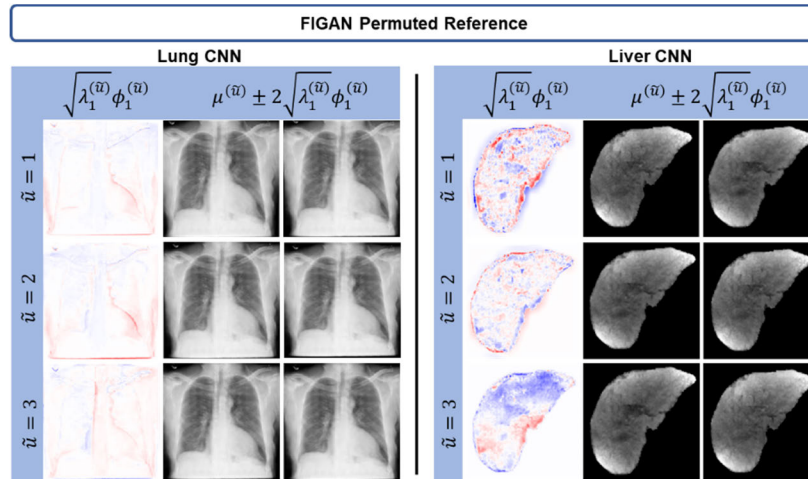 FIGAN Permuted Reference
Lung CNN
√λ₁^(ũ) ϕ₁^(ũ)
μ^(ũ) ± 2√λ₁^(ũ) ϕ₁^(ũ)
ũ = 1
ũ = 2
ũ = 3
Liver CNN
√λ₁^(ũ) ϕ₁^(ũ)
μ^(ũ) ± 2√λ₁^(ũ) ϕ₁^(ũ)
ũ = 1
ũ = 2
ũ = 3